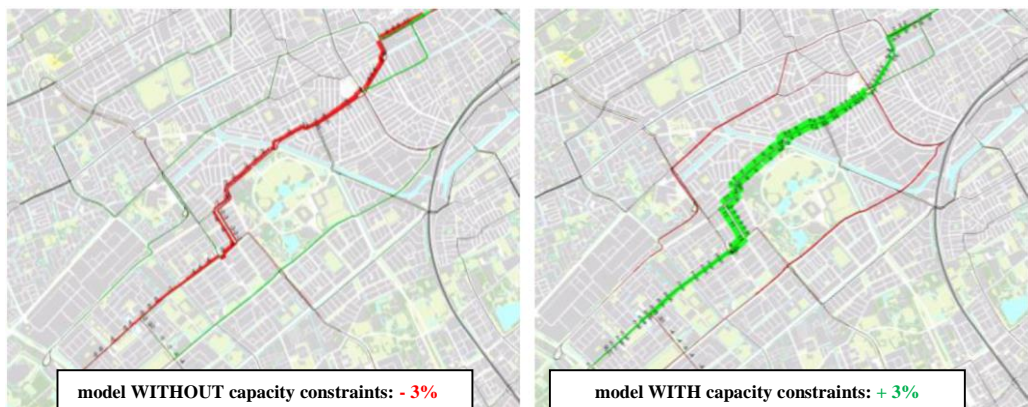 model WITHOUT capacity constraints: - 3%
model WITH capacity constraints: + 3%